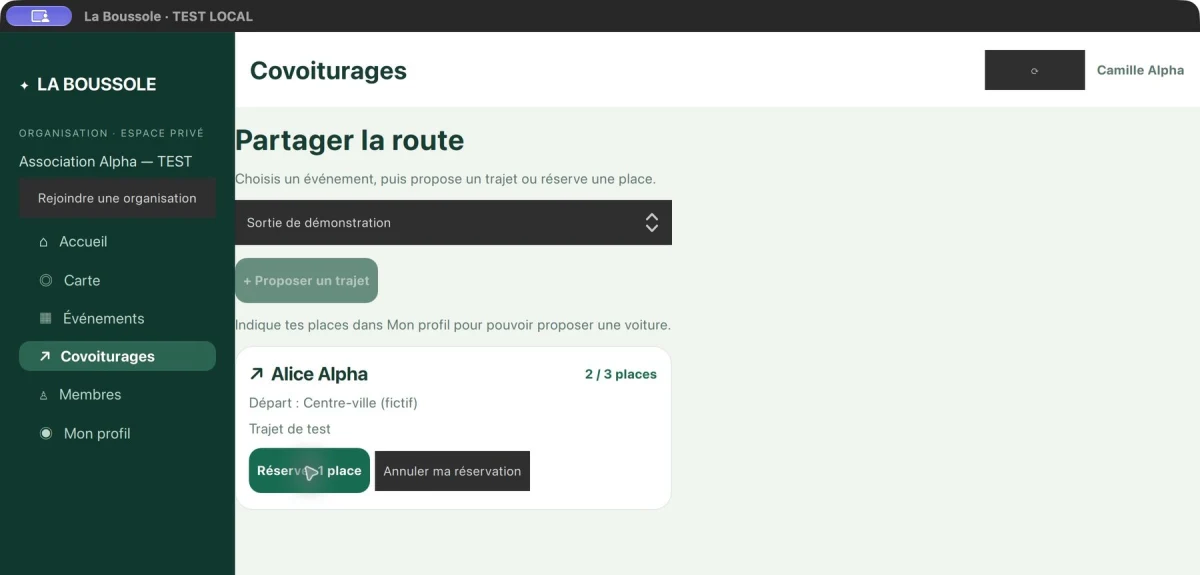 La Boussole · TEST LOCAL
✦ LA BOUSSOLE
ORGANISATION · ESPACE PRIVÉ
Association Alpha — TEST
Rejoindre une organisation
Accueil
Carte
Événements
Covoiturages
Membres
Mon profil
Covoiturages
Camille Alpha
Partager la route
Choisis un événement, puis propose un trajet ou réserve une place.
Sortie de démonstration
+ Proposer un trajet
Indique tes places dans Mon profil pour pouvoir proposer une voiture.
Alice Alpha
2 / 3 places
Départ : Centre-ville (fictif)
Trajet de test
Réserver 1 place
Annuler ma réservation